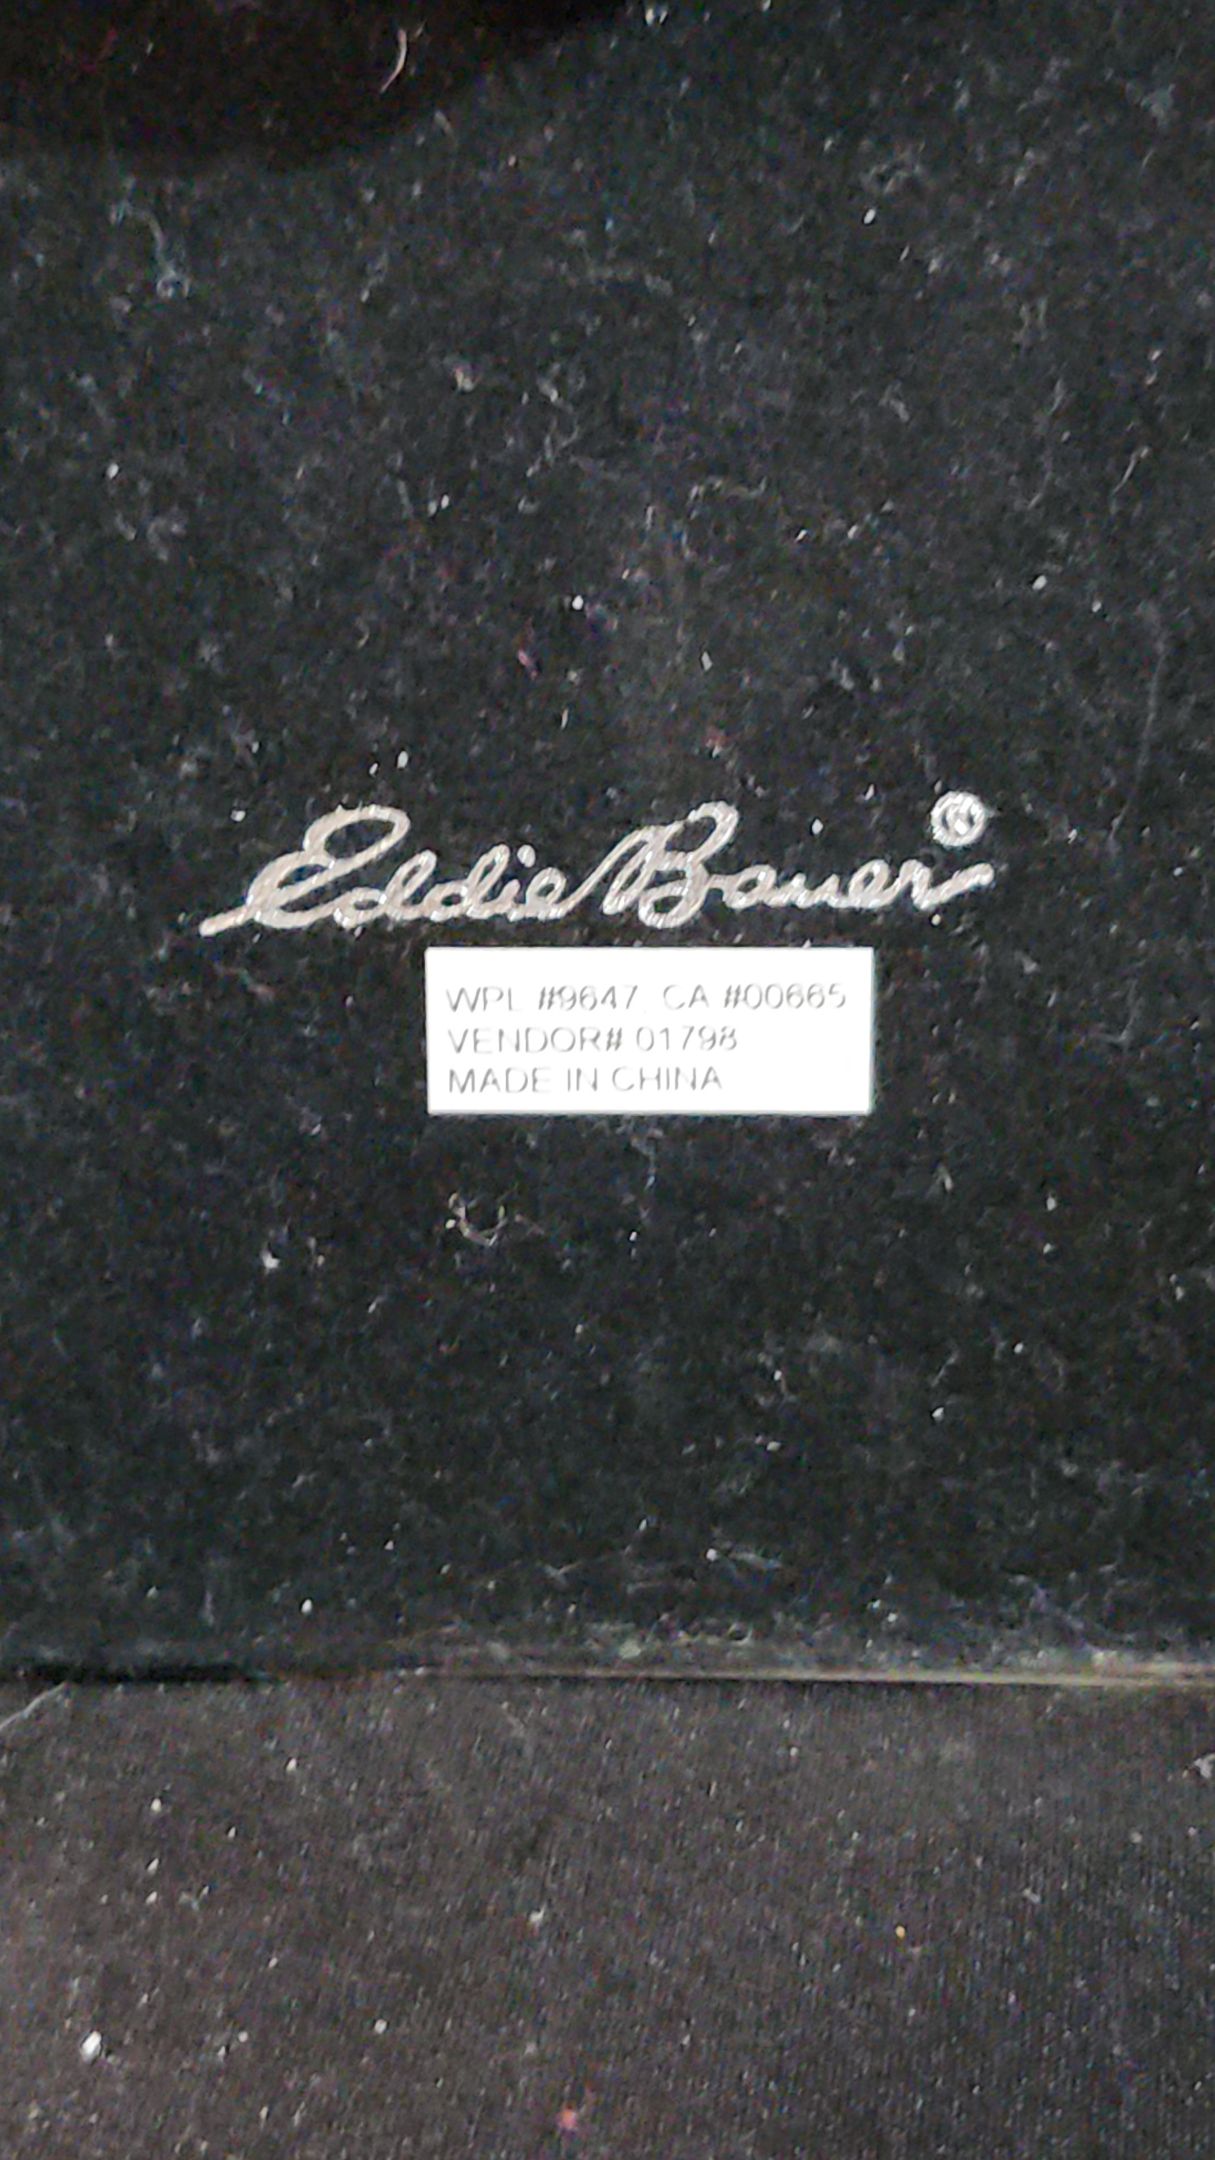 Eddie Bauer®
WPL #9647, CA #00665
VENDOR# 01798
MADE IN CHINA